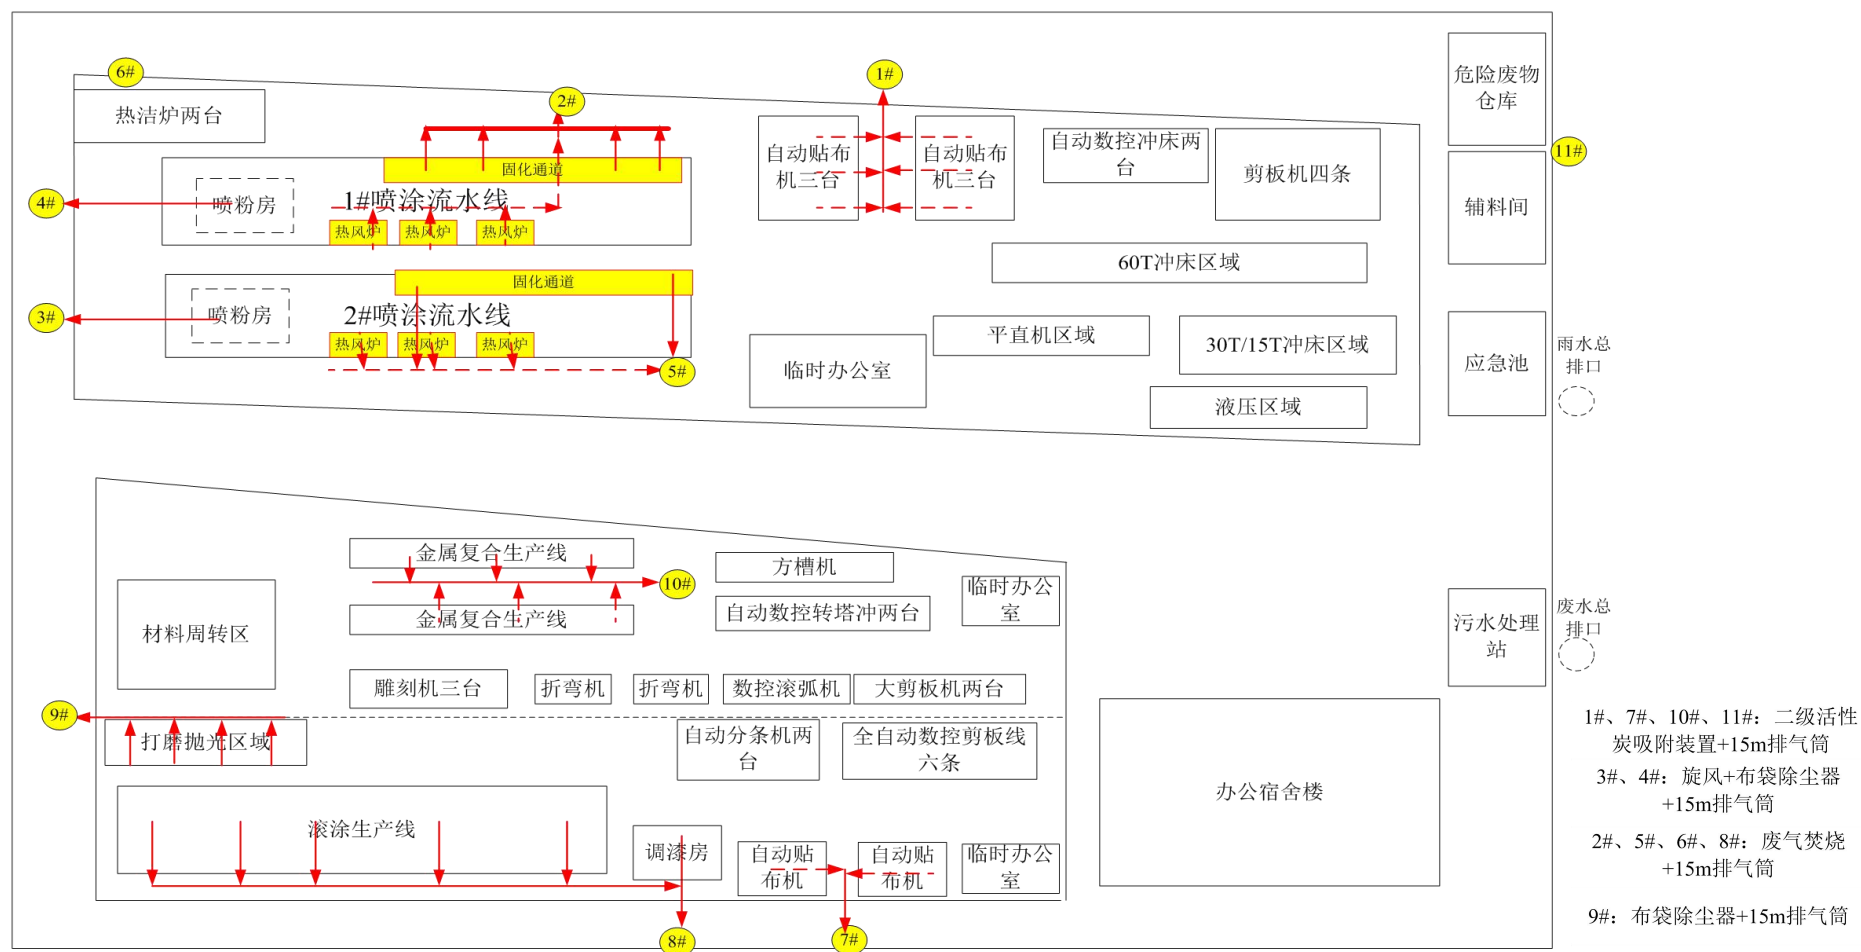 6#
1#
2#
热洁炉两台
危险废物
仓库
自动贴布
机三台
自动贴布
机三台
自动数控冲床两
台
剪板机四条
11#
固化通道
4#
喷粉房
1#喷涂流水线
热风炉
热风炉
热风炉
辅料间
60T冲床区域
固化通道
3#
喷粉房
2#喷涂流水线
热风炉
热风炉
热风炉
5#
临时办公室
平直机区域
30T/15T冲床区域
液压区域
应急池
雨水总
排口
金属复合生产线
10#
金属复合生产线
方槽机
自动数控转塔冲两台
临时办公
室
材料周转区
污水处理
站
废水总
排口
雕刻机三台
折弯机
折弯机
数控滚弧机
大剪板机两台
9#
打磨抛光区域
自动分条机两
台
全自动数控剪板线
六条
办公宿舍楼
滚涂生产线
调漆房
自动贴
布机
自动贴
布机
临时办公
室
8#
7#
1#、7#、10#、11#：二级活性
炭吸附装置+15m排气筒
3#、4#：旋风+布袋除尘器
+15m排气筒
2#、5#、6#、8#：废气焚烧
+15m排气筒
9#：布袋除尘器+15m排气筒